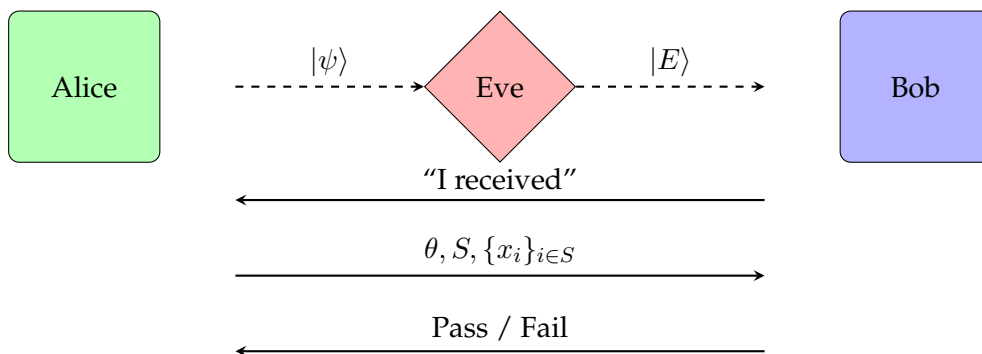 Alice
|ψ⟩
Eve
|E⟩
Bob
“I received”
θ, S, {x_i}_{i∈S}
Pass / Fail